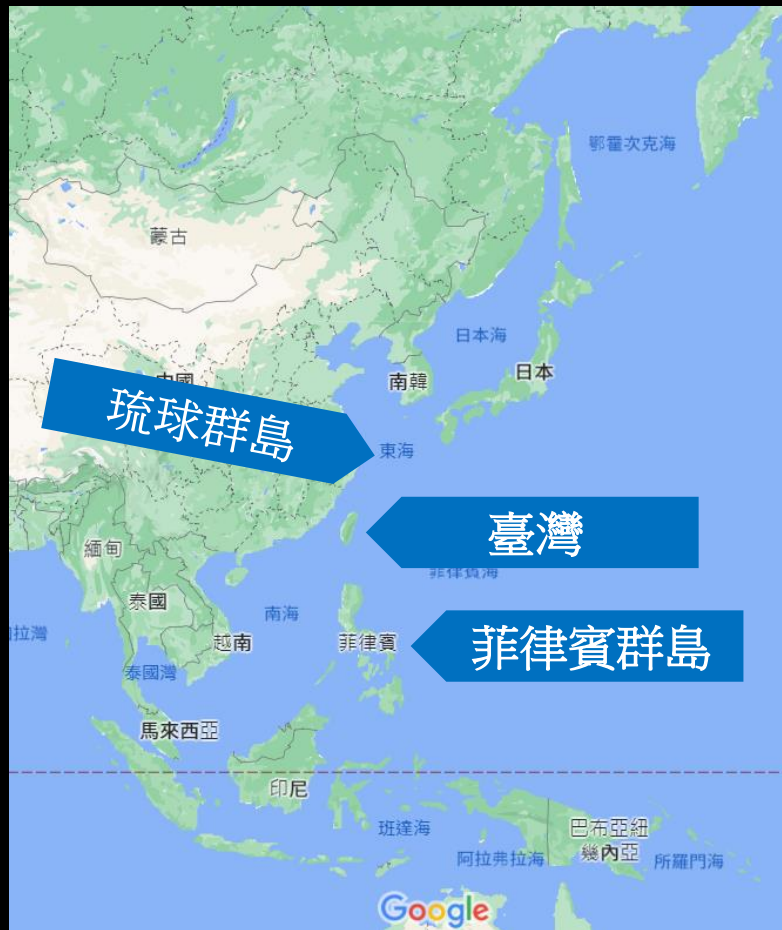 鄂霍次克海
蒙古
日本海
日本
南韓
中國
琉球群島
東海
臺灣
緬甸
菲律賓海
泰國
南海
拉灣
越南
菲律賓
菲律賓群島
泰國灣
馬來西亞
印尼
班達海
巴布亞紐
幾內亞
阿拉弗拉海
所羅門海
Google